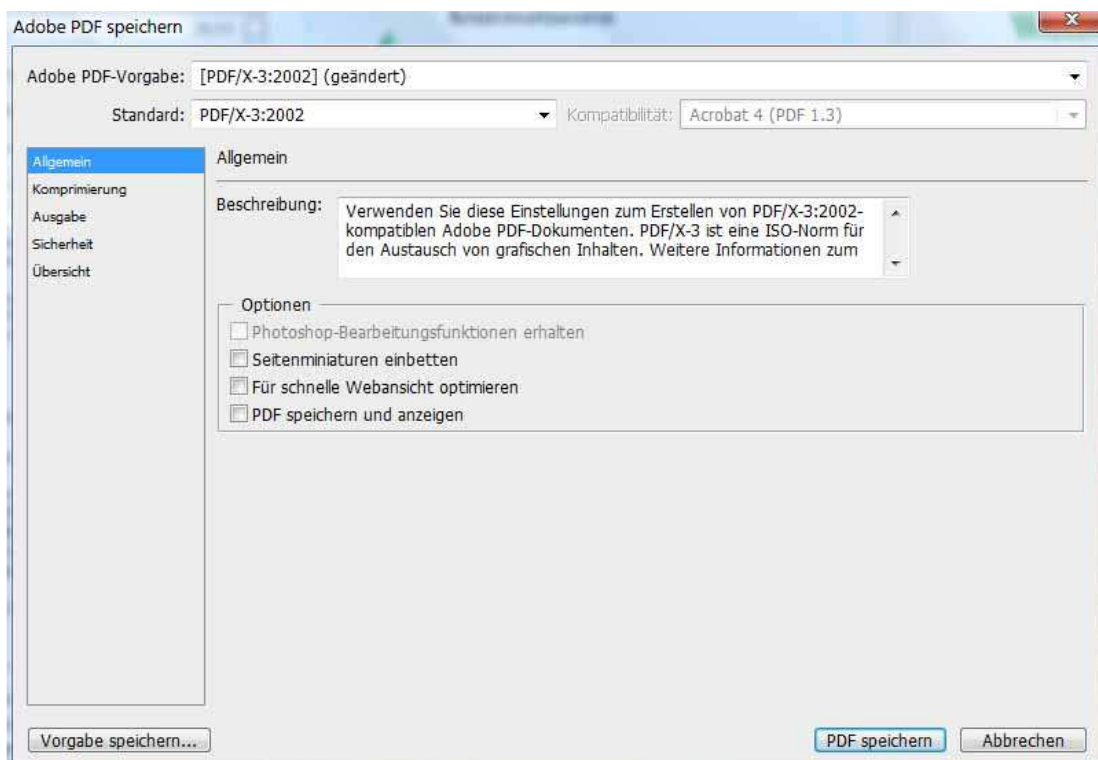 Adobe PDF speichern
Adobe PDF-Vorgabe: [PDF/X-3:2002] (geändert)
Standard: PDF/X-3:2002 Kompatibilität: Acrobat 4 (PDF 1.3)
Allgemein
Komprimierung
Ausgabe
Sicherheit
Übersicht
Allgemein
Beschreibung:
Verwenden Sie diese Einstellungen zum Erstellen von PDF/X-3:2002-
kompatiblen Adobe PDF-Dokumenten. PDF/X-3 ist eine ISO-Norm für
den Austausch von grafischen Inhalten. Weitere Informationen zum
Optionen
Photoshop-Bearbeitungsfunktionen erhalten
Seitenminiaturen einbetten
Für schnelle Webansicht optimieren
PDF speichern und anzeigen
Vorgabe speichern... PDF speichern Abbrechen